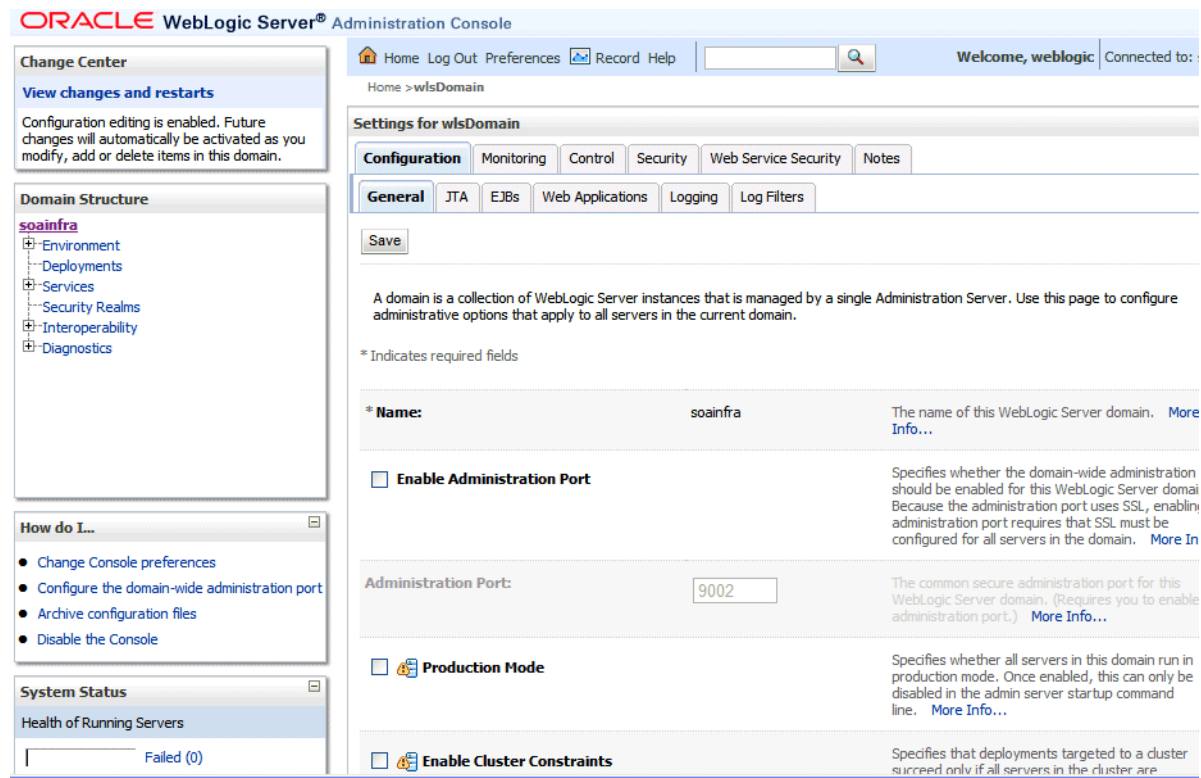 ORACLE WebLogic Server® Administration Console
Change Center
View changes and restarts
Configuration editing is enabled. Future
changes will automatically be activated as you
modify, add or delete items in this domain.
Domain Structure
soainfra
Environment
Deployments
Services
Security Realms
Interoperability
Diagnostics
How do I...
Change Console preferences
Configure the domain-wide administration port
Archive configuration files
Disable the Console
System Status
Health of Running Servers
Failed (0)
Home Log Out Preferences Record Help
Welcome, weblogic Connected to:
Home >wlsDomain
Settings for wlsDomain
Configuration Monitoring Control Security Web Service Security Notes
General JTA EJBs Web Applications Logging Log Filters
Save
A domain is a collection of WebLogic Server instances that is managed by a single Administration Server. Use this page to configure
administrative options that apply to all servers in the current domain.
* Indicates required fields
* Name: soainfra
The name of this WebLogic Server domain. More
Info...
Enable Administration Port
Specifies whether the domain-wide administration
should be enabled for this WebLogic Server domai
Because the administration port uses SSL, enabling
administration port requires that SSL must be
configured for all servers in the domain. More In
Administration Port: 9002
The common secure administration port for this
WebLogic Server domain. (Requires you to enable
administration port.) More Info...
Production Mode
Specifies whether all servers in this domain run in
production mode. Once enabled, this can only be
disabled in the admin server startup command
line. More Info...
Enable Cluster Constraints
Specifies that deployments targeted to a cluster
succeed only if all servers in the cluster are